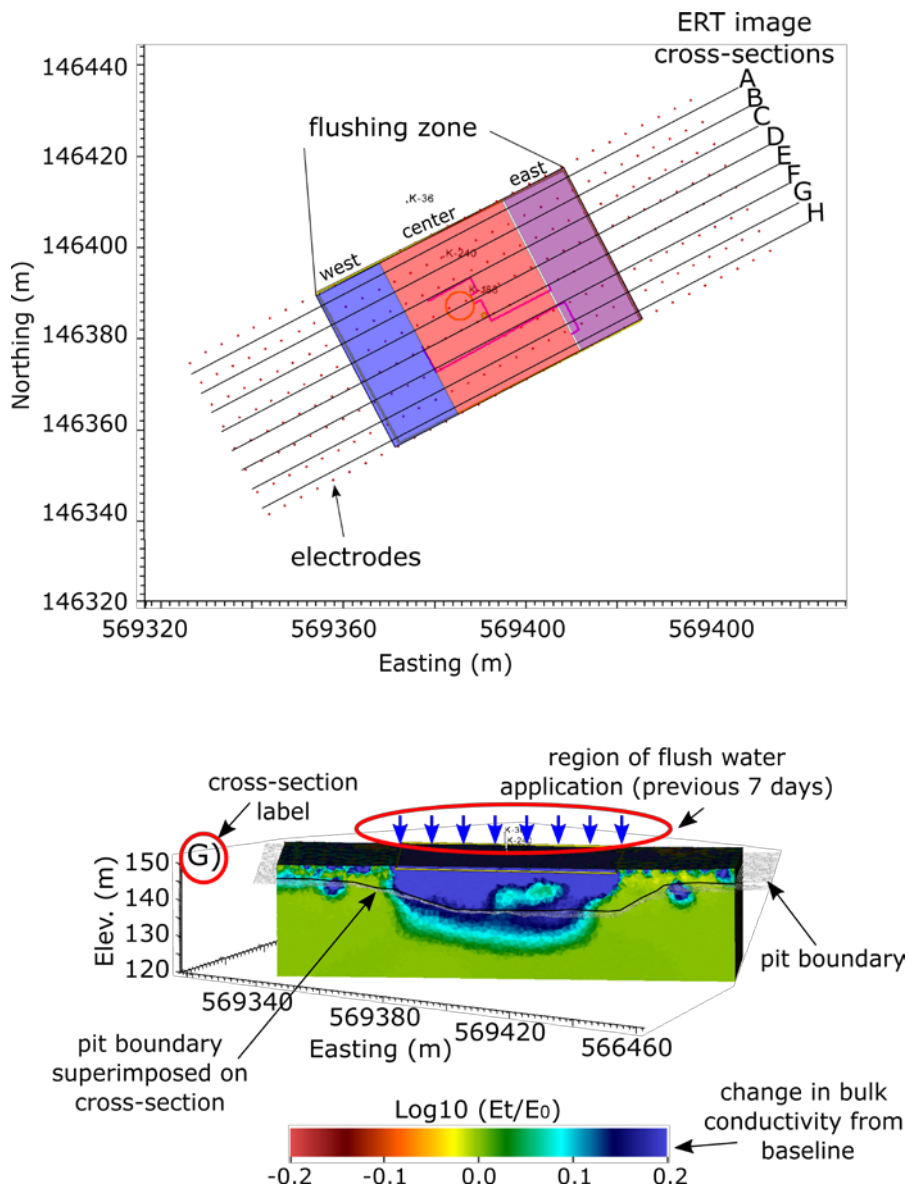 ERT image
cross-sections
A
B
C
D
E
F
G
H
flushing zone
west
center
east
K-36
K-240
electrodes
Northing (m)
146440
146420
146400
146380
146360
146340
146320
569320
569360
569400
569400
Easting (m)
region of flush water
application (previous 7 days)
cross-section
label
G)
Elev. (m)
150
140
130
120
569340
569380
569420
566460
Easting (m)
pit boundary
pit boundary
superimposed on
cross-section
Log10 (Et/E0)
-0.2
-0.1
0.0
0.1
0.2
change in bulk
conductivity from
baseline